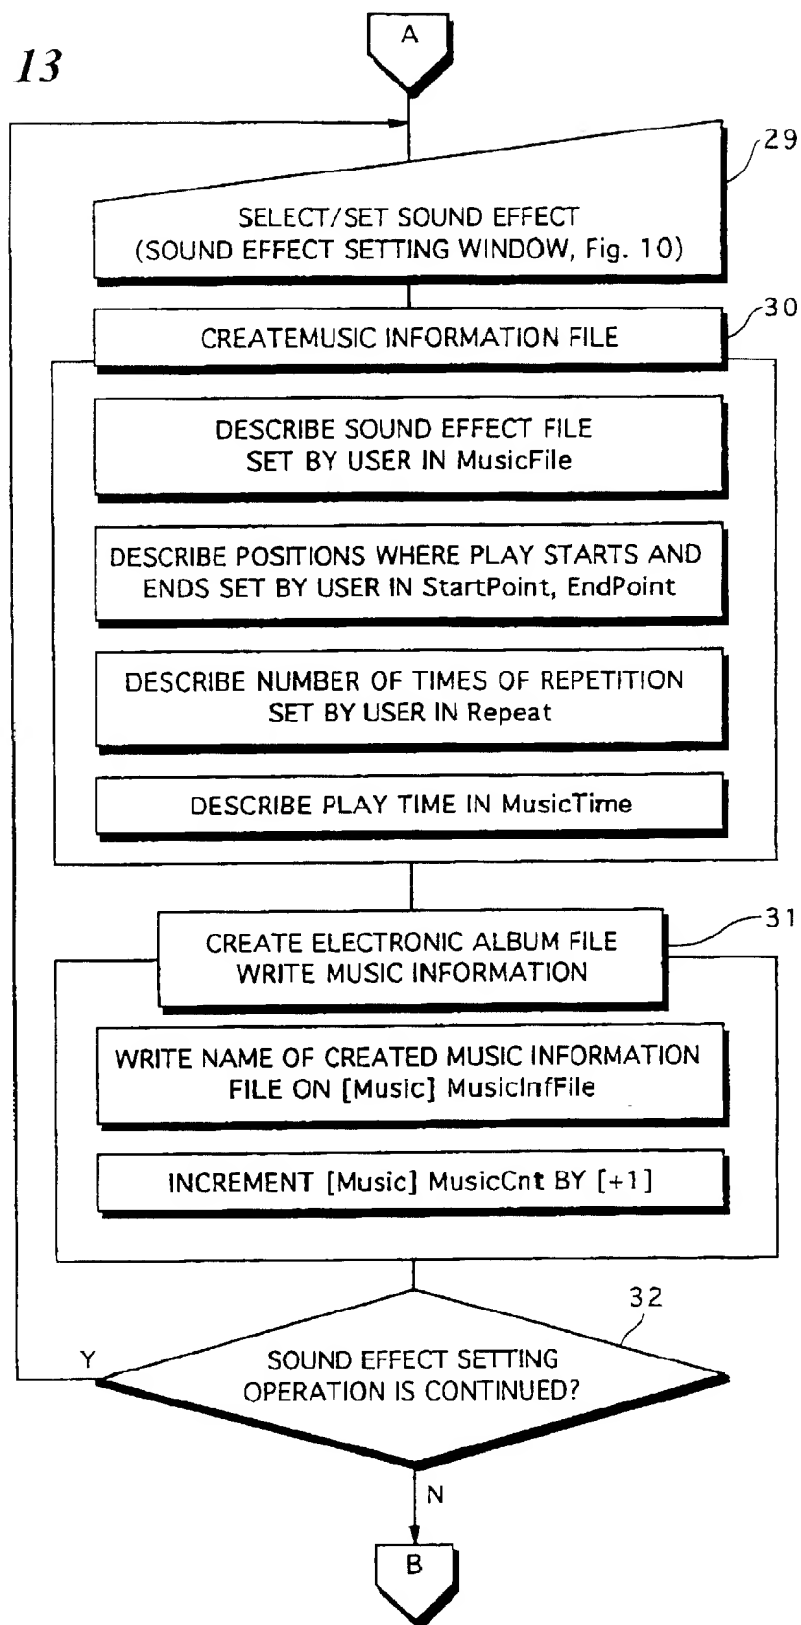 13
A
29
SELECT/SET SOUND EFFECT
(SOUND EFFECT SETTING WINDOW, Fig. 10)
30
CREATEMUSIC INFORMATION FILE
DESCRIBE SOUND EFFECT FILE
SET BY USER IN MusicFile
DESCRIBE POSITIONS WHERE PLAY STARTS AND
ENDS SET BY USER IN StartPoint, EndPoint
DESCRIBE NUMBER OF TIMES OF REPETITION
SET BY USER IN Repeat
DESCRIBE PLAY TIME IN MusicTime
31
CREATE ELECTRONIC ALBUM FILE
WRITE MUSIC INFORMATION
WRITE NAME OF CREATED MUSIC INFORMATION
FILE ON [Music] MusicInfFile
INCREMENT [Music] MusicCnt BY [+1]
32
Y
SOUND EFFECT SETTING
OPERATION IS CONTINUED?
N
B